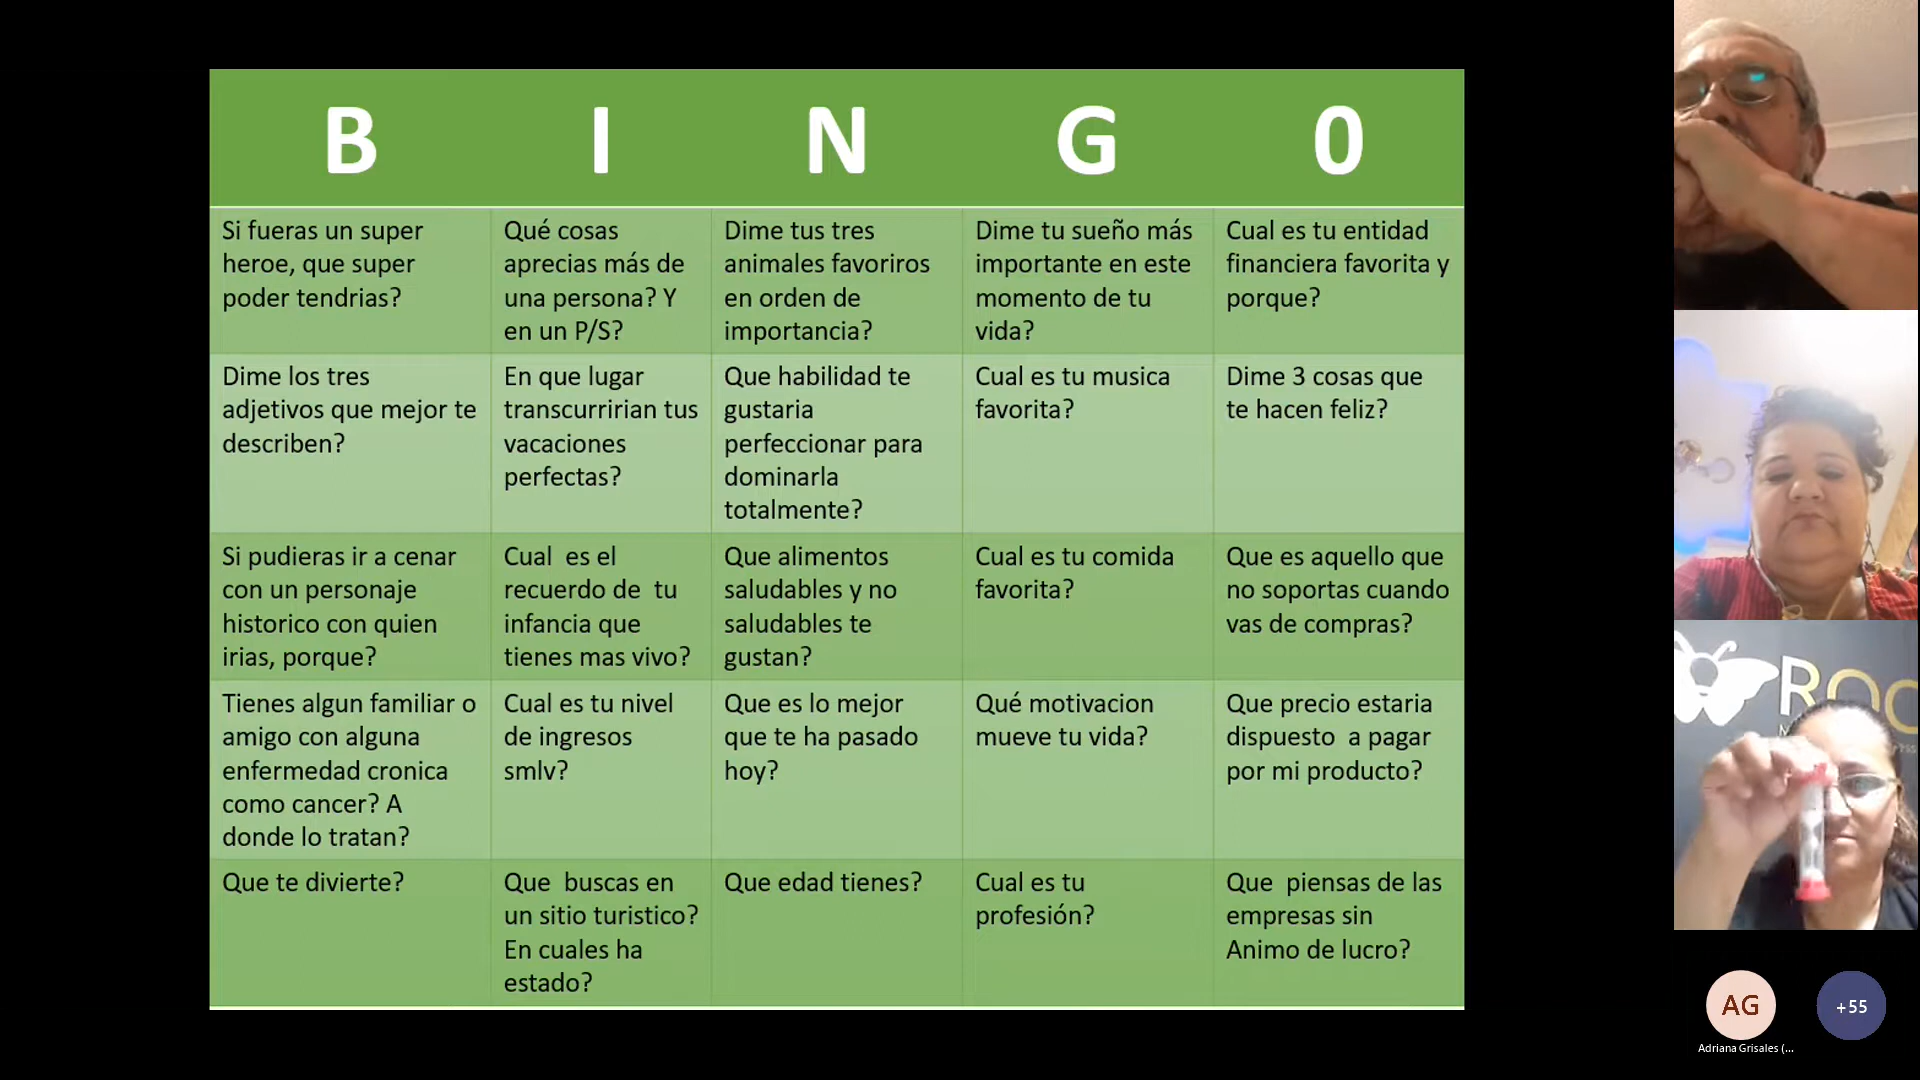 B I N G 0
Si fueras un super
heroe, que super
poder tendrias?
Qué cosas
aprecias más de
una persona? Y
en un P/S?
Dime tus tres
animales favoriros
en orden de
importancia?
Dime tu sueño más
importante en este
momento de tu
vida?
Cual es tu entidad
financiera favorita y
porque?
Dime los tres
adjetivos que mejor te
describen?
En que lugar
transcurririan tus
vacaciones
perfectas?
Que habilidad te
gustaria
perfeccionar para
dominarla
totalmente?
Cual es tu musica
favorita?
Dime 3 cosas que
te hacen feliz?
Si pudieras ir a cenar
con un personaje
historico con quien
irias, porque?
Cual es el
recuerdo de tu
infancia que
tienes mas vivo?
Que alimentos
saludables y no
saludables te
gustan?
Cual es tu comida
favorita?
Que es aquello que
no soportas cuando
vas de compras?
Tienes algun familiar o
amigo con alguna
enfermedad cronica
como cancer? A
donde lo tratan?
Cual es tu nivel
de ingresos
smlv?
Que es lo mejor
que te ha pasado
hoy?
Qué motivacion
mueve tu vida?
Que precio estaria
dispuesto a pagar
por mi producto?
Que te divierte?
Que buscas en
un sitio turistico?
En cuales ha
estado?
Que edad tienes?
Cual es tu
profesión?
Que piensas de las
empresas sin
Animo de lucro?
ROC
AG
+55
Adriana Grisales (...